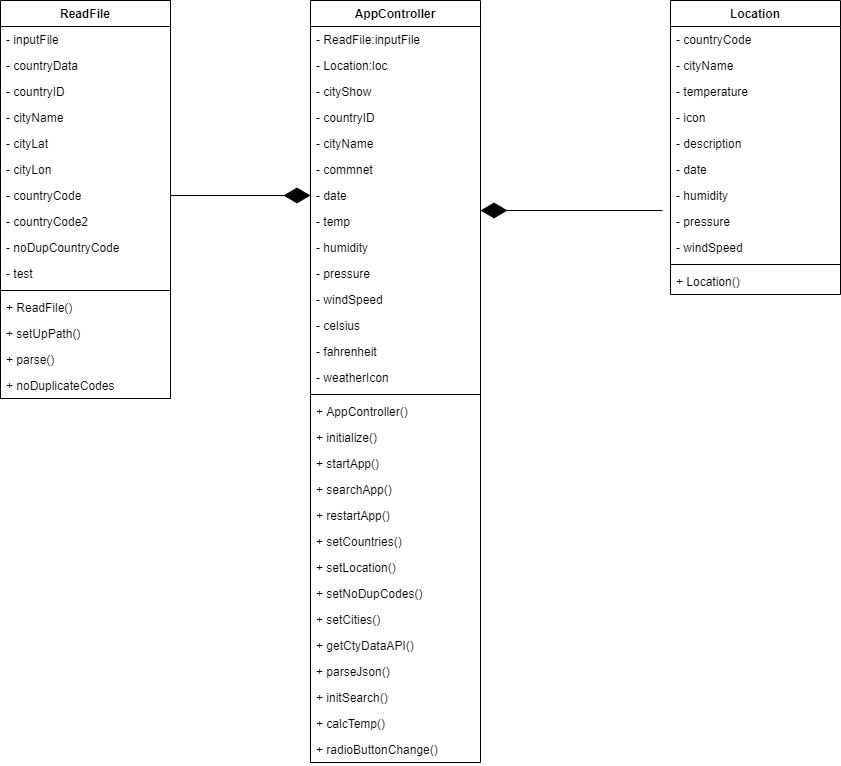 ReadFile
- inputFile
- countryData
- countryID
- cityName
- cityLat
- cityLon
- countryCode
- countryCode2
- noDupCountryCode
- test
+ ReadFile()
+ setUpPath()
+ parse()
+ noDuplicateCodes
AppController
- ReadFile:inputFile
- Location:loc
- cityShow
- countryID
- cityName
- commnet
- date
- temp
- humidity
- pressure
- windSpeed
- celsius
- fahrenheit
- weatherIcon
+ AppController()
+ initialize()
+ startApp()
+ searchApp()
+ restartApp()
+ setCountries()
+ setLocation()
+ setNoDupCodes()
+ setCities()
+ getCtyDataAPI()
+ parseJson()
+ initSearch()
+ calcTemp()
+ radioButtonChange()
Location
- countryCode
- cityName
- temperature
- icon
- description
- date
- humidity
- pressure
- windSpeed
+ Location()